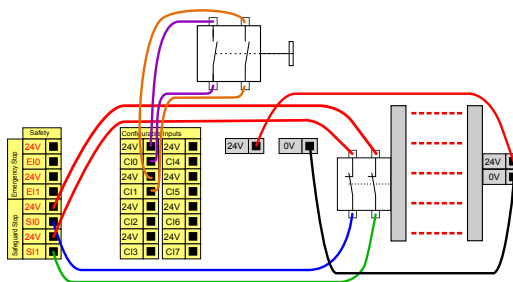 Safety
Emergency Stop
24V
EI0
24V
EI1
Safeguard Stop
24V
SI0
24V
SI1
Configurable Inputs
24V 24V
CI0 CI4
24V 24V
CI1 CI5
24V 24V
CI2 CI6
24V 24V
CI3 CI7
24V
0V
24V
0V